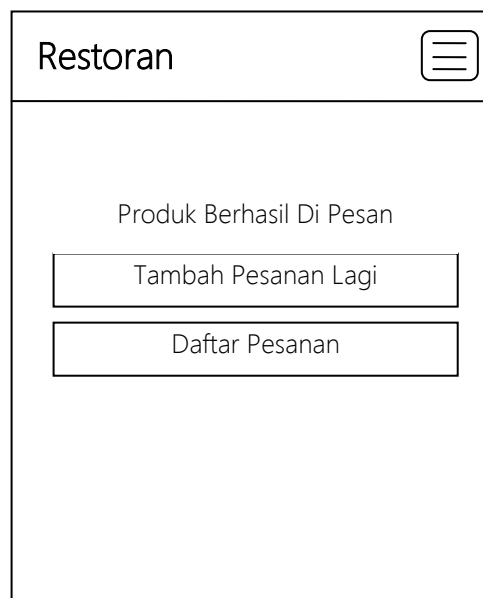 Restoran
Produk Berhasil Di Pesan
Tambah Pesanan Lagi
Daftar Pesanan